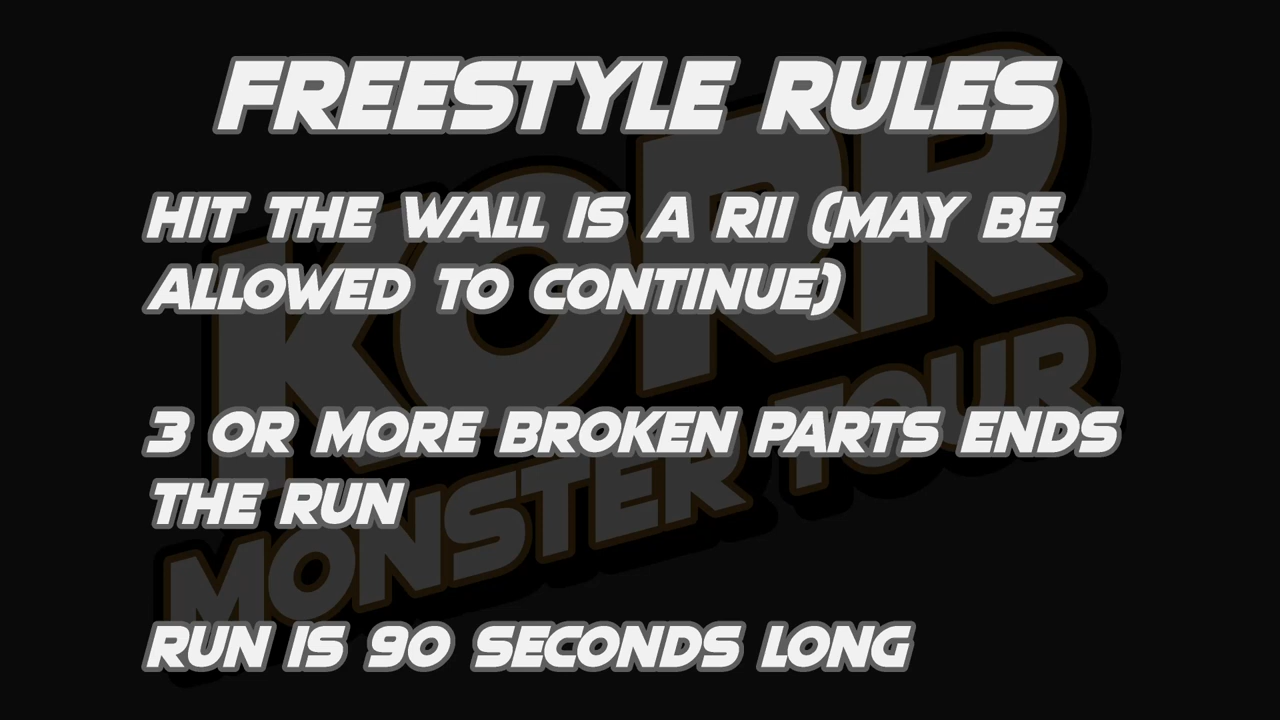 FREESTYLE RULES
HIT THE WALL IS A RII (MAY BE
ALLOWED TO CONTINUE)
3 OR MORE BROKEN PARTS ENDS
THE RUN
RUN IS 90 SECONDS LONG
KORR
MONSTER TOUR